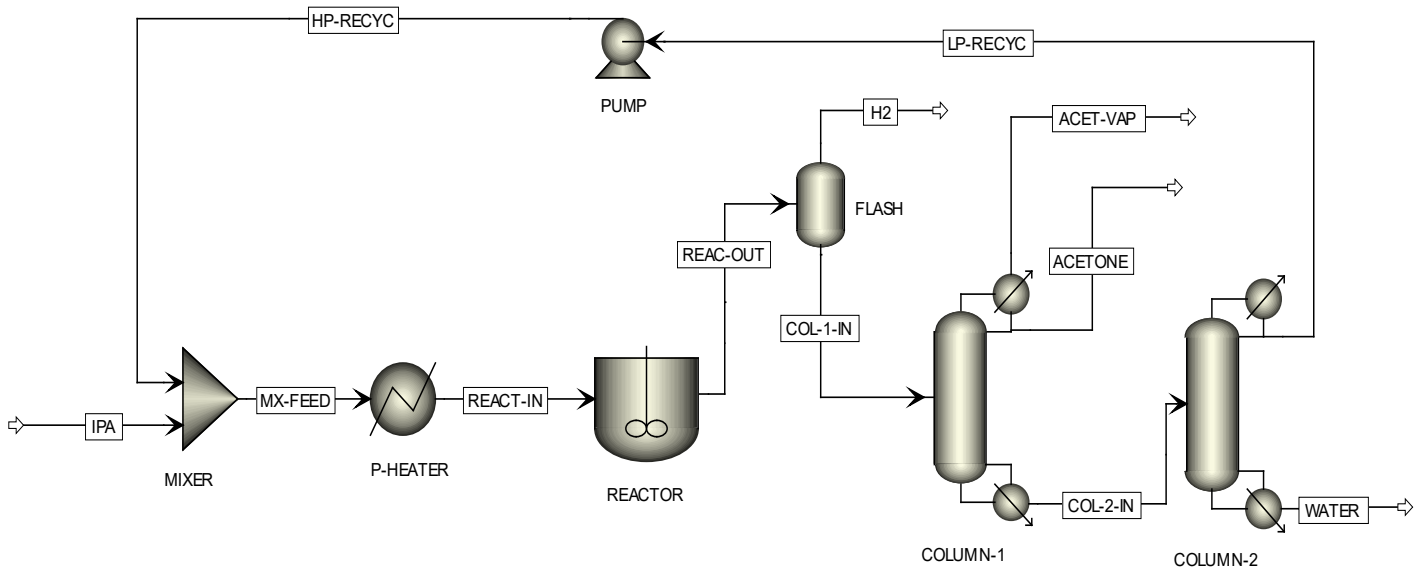 HP-RECYC
LP-RECYC
PUMP
H2
ACET-VAP
FLASH
REAC-OUT
ACETONE
COL-1-IN
MX-FEED
REACT-IN
IPA
P-HEATER
MIXER
REACTOR
COL-2-IN
WATER
COLUMN-1
COLUMN-2